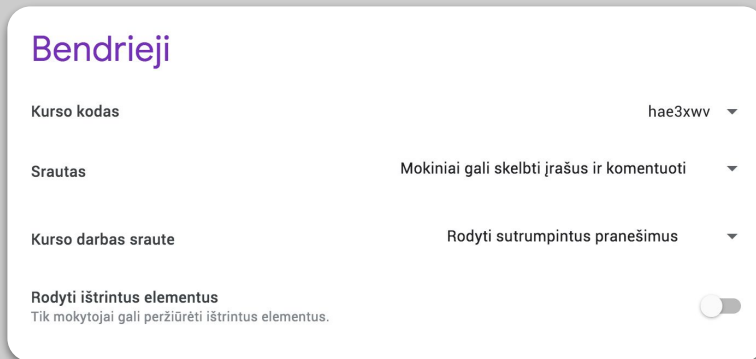 Bendrieji
Kurso kodas
hae3xwv
Srautas
Mokiniai gali skelbti įrašus ir komentuoti
Kurso darbas sraute
Rodyti sutrumpintus pranešimus
Rodyti ištrintus elementus
Tik mokytojai gali peržiūrėti ištrintus elementus.